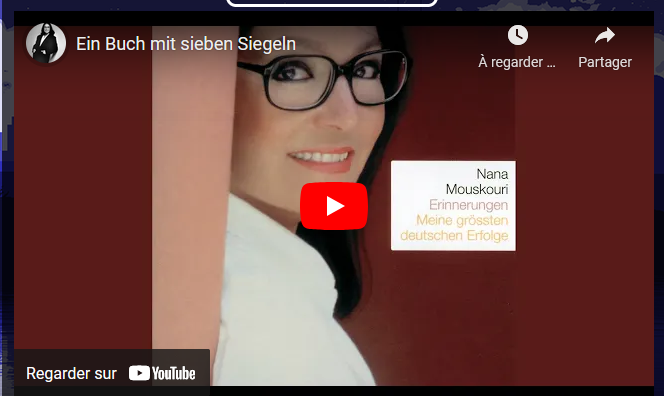 Ein Buch mit sieben Siegeln
À regarder ...
Partager
Nana
Mouskouri
Erinnerungen
Meine grössten
deutschen Erfolge
Regarder sur YouTube